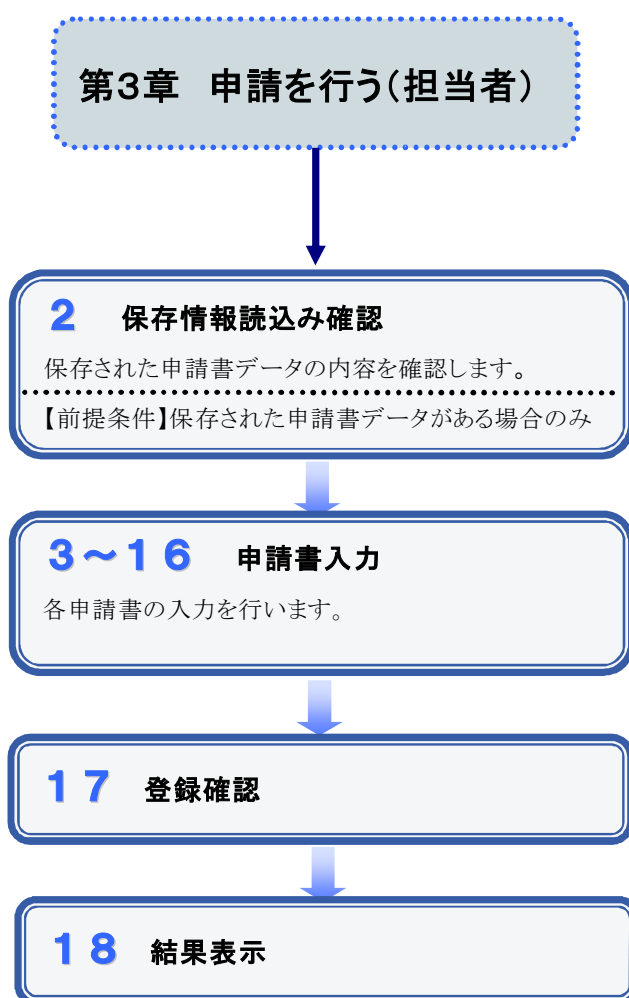 第3章　申請を行う(担当者)
2　保存情報読込み確認
保存された申請書データの内容を確認します。
【前提条件】保存された申請書データがある場合のみ
3～16　申請書入力
各申請書の入力を行います。
17　登録確認
18　結果表示